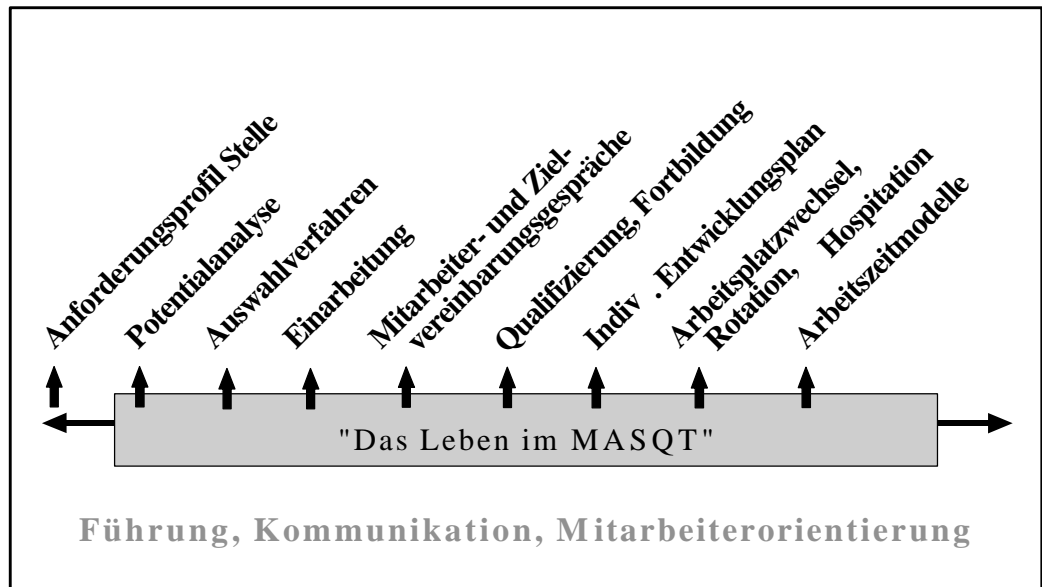 Anforderungsprofil Stelle
Potentialanalyse
Auswahlverfahren
Einarbeitung
Mitarbeiter- und Ziel-
vereinbarungsgespräche
Qualifizierung, Fortbildung
Indiv . Entwicklungsplan
Arbeitsplatzwechsel,
Rotation, Hospitation
Arbeitszeitmodelle
"Das Leben im MASQT"
Führung, Kommunikation, Mitarbeiterorientierung